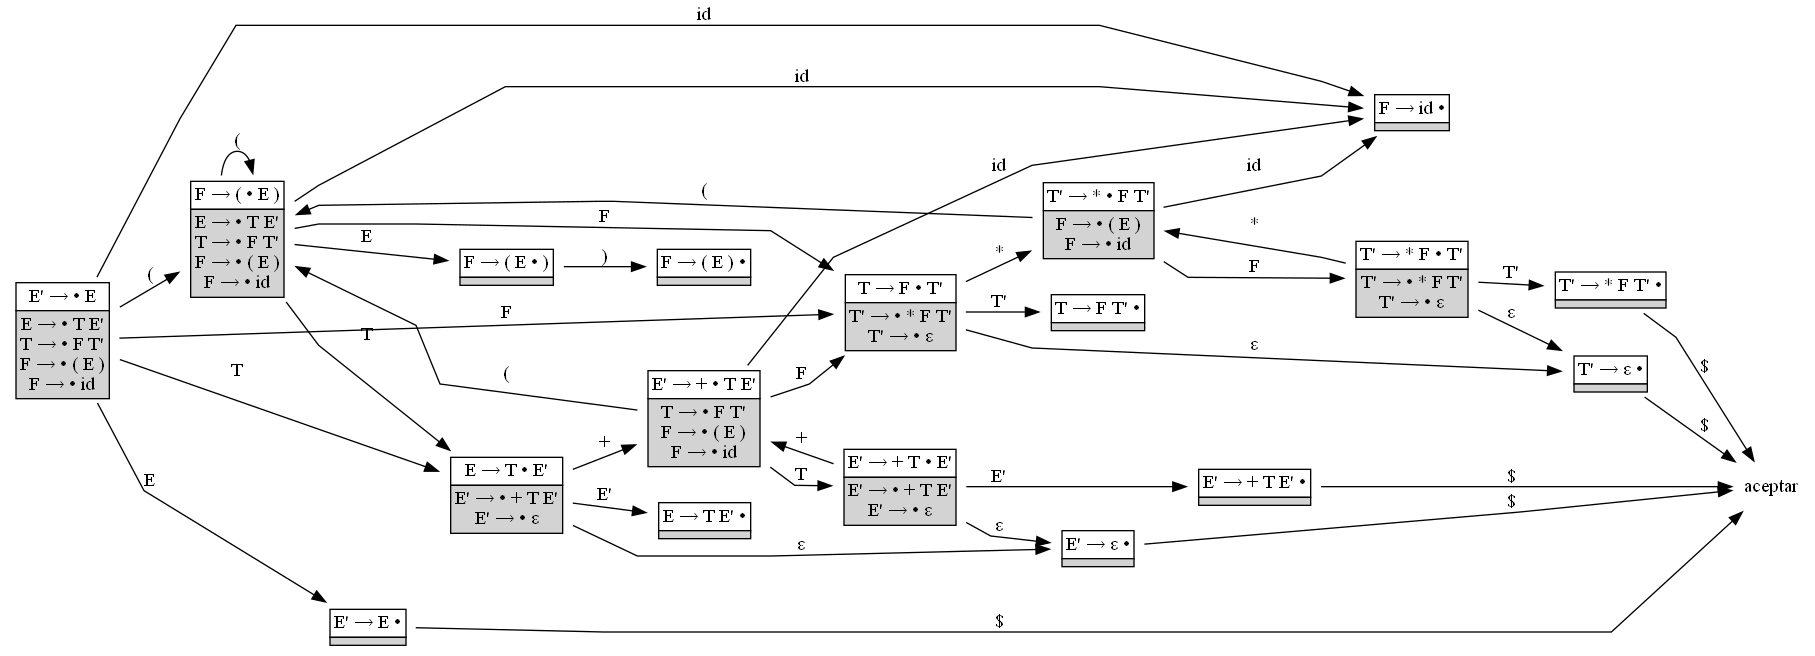 id
id
F → id •
(
F → ( • E )
E → • T E'
T → • F T'
F → • ( E )
F → • id
id
id
(
T' → * • F T'
F → • ( E )
F → • id
F
E
F → ( E • )
)
F → ( E ) •
*
*
T' → * F • T'
T' → • * F T'
T' → • ε
F
T'
T' → * F T' •
(
E' → • E
E → • T E'
T → • F T'
F → • ( E )
F → • id
F
T → F • T'
T' → • * F T'
T' → • ε
T'
T → F T' •
ε
ε
T' → ε •
$
$
T
T
(
F
E' → + • T E'
T → • F T'
F → • ( E )
F → • id
+
+
T
E → T • E'
E' → • + T E'
E' → • ε
E'
E → T E' •
E' → + T • E'
E' → • + T E'
E' → • ε
E'
E' → + T E' •
$
aceptar
$
ε
ε
E' → ε •
E
E' → E •
$